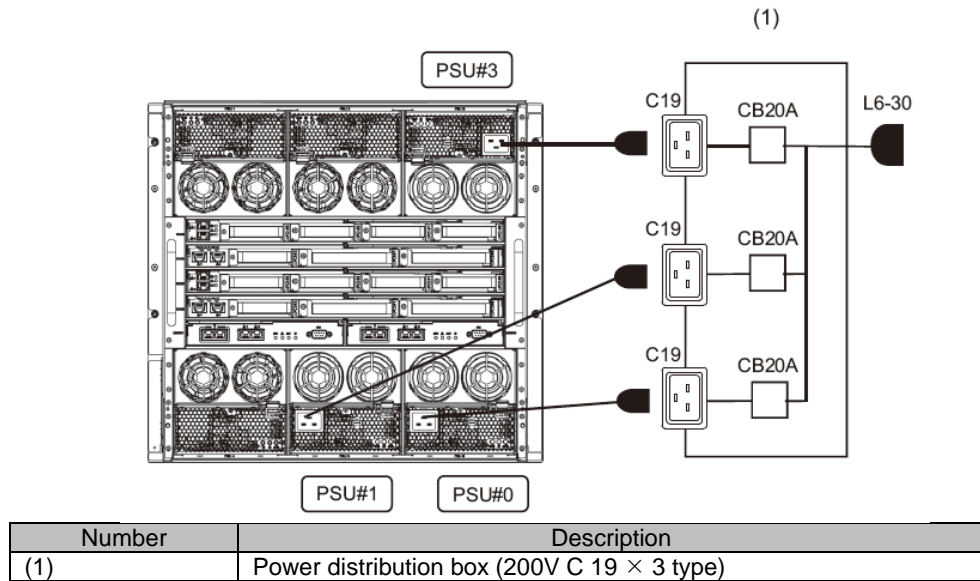 (1)
PSU#3
C19
CB20A
L6-30
C19
CB20A
C19
CB20A
PSU#1
PSU#0
Number Description
(1) Power distribution box (200V C 19 × 3 type)